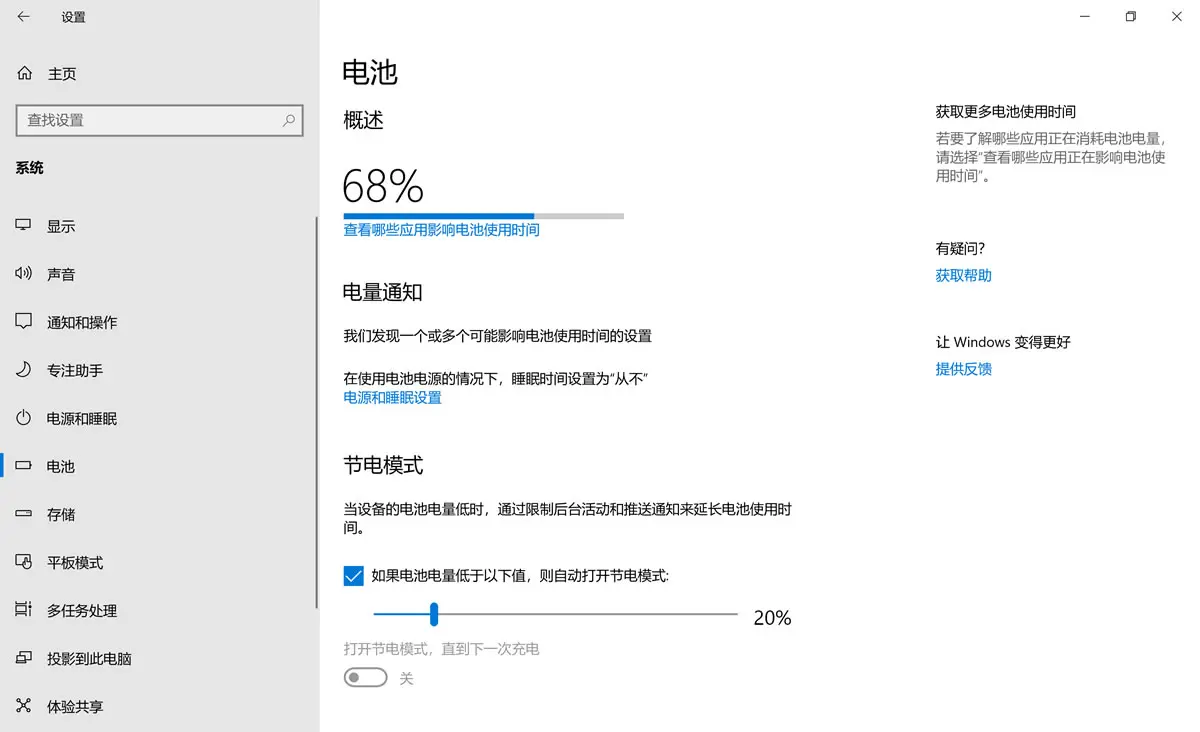 设置
主页
查找设置
系统
显示
声音
通知和操作
专注助手
电源和睡眠
电池
存储
平板模式
多任务处理
投影到此电脑
体验共享
电池
概述
68%
查看哪些应用影响电池使用时间
电量通知
我们发现一个或多个可能影响电池使用时间的设置
在使用电池电源的情况下，睡眠时间设置为“从不”
电源和睡眠设置
节电模式
当设备的电池电量低时，通过限制后台活动和推送通知来延长电池使用时
间。
如果电池电量低于以下值，则自动打开节电模式:
20%
打开节电模式，直到下一次充电
关
获取更多电池使用时间
若要了解哪些应用正在消耗电池电量，
请选择“查看哪些应用正在影响电池使
用时间”。
有疑问?
获取帮助
让 Windows 变得更好
提供反馈